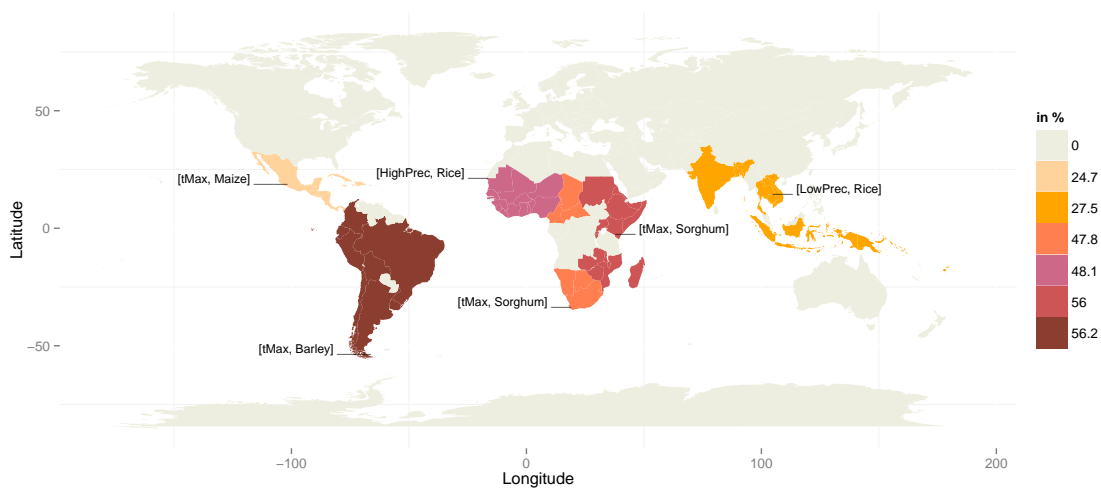 in %
0
24.7
27.5
47.8
48.1
56
56.2
50
0
−50
Latitude
[tMax, Maize]
[HighPrec, Rice]
[LowPrec, Rice]
[tMax, Sorghum]
[tMax, Sorghum]
[tMax, Barley]
−100
0
100
200
Longitude